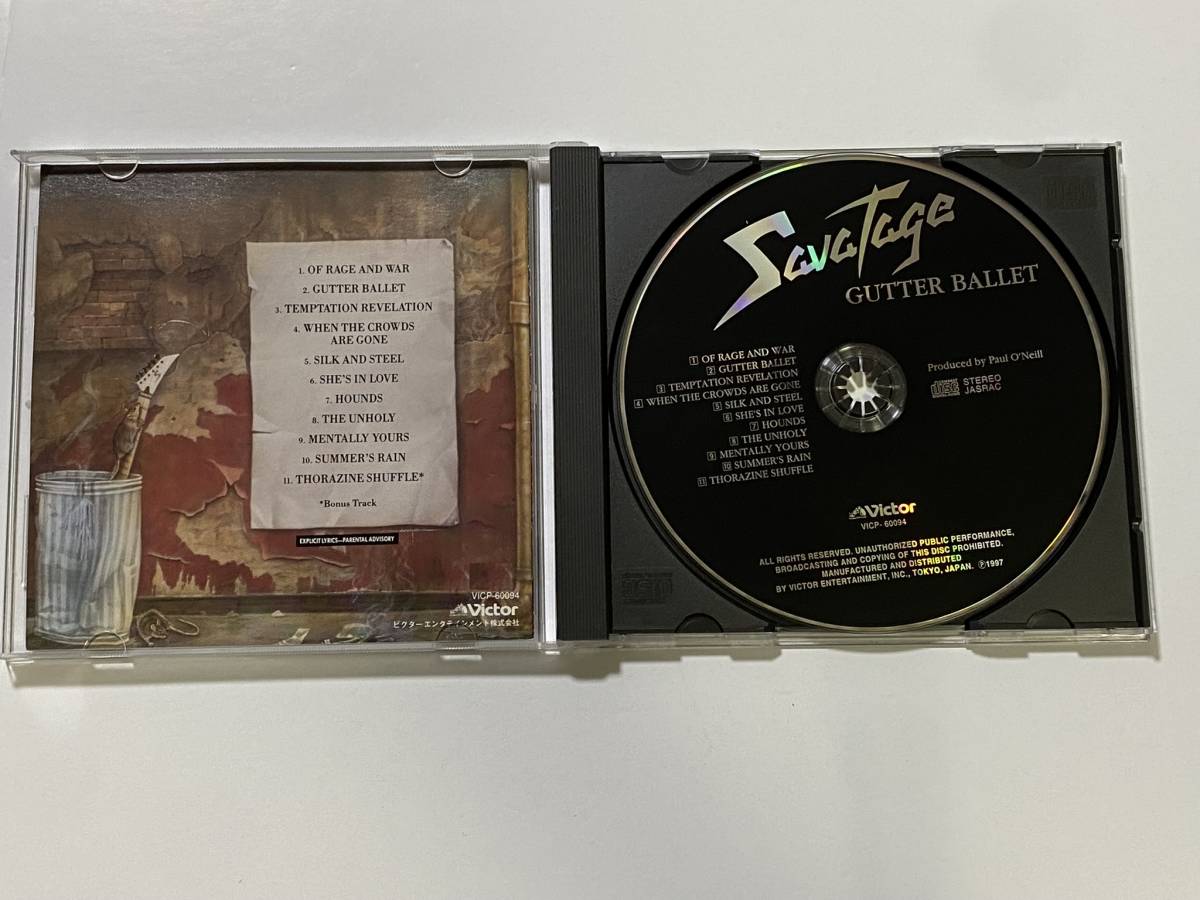 1. OF RAGE AND WAR
2. GUTTER BALLET
3. TEMPTATION REVELATION
4. WHEN THE CROWDS
ARE GONE
5. SILK AND STEEL
6. SHE'S IN LOVE
7. HOUNDS
8. THE UNHOLY
9. MENTALLY YOURS
10. SUMMER'S RAIN
11. THORAZINE SHUFFLE*
*Bonus Track
EXPLICIT LYRICS—PARENTAL ADVISORY
VICP-60094
Victor
ビクターエンタテインメント株式会社
Savatage
GUTTER BALLET
1 OF RAGE AND WAR
2 GUTTER BALLET
3 TEMPTATION REVELATION
4 WHEN THE CROWDS ARE GONE
5 SILK AND STEEL
6 SHE'S IN LOVE
7 HOUNDS
8 THE UNHOLY
9 MENTALLY YOURS
10 SUMMER'S RAIN
11 THORAZINE SHUFFLE
Produced by Paul O'Neill
STEREO
JASRAC
Victor
VICP-60094
ALL RIGHTS RESERVED. UNAUTHORIZED PUBLIC PERFORMANCE,
BROADCASTING AND COPYING OF THIS DISC PROHIBITED.
MANUFACTURED AND DISTRIBUTED
BY VICTOR ENTERTAINMENT, INC., TOKYO, JAPAN. ℗1997